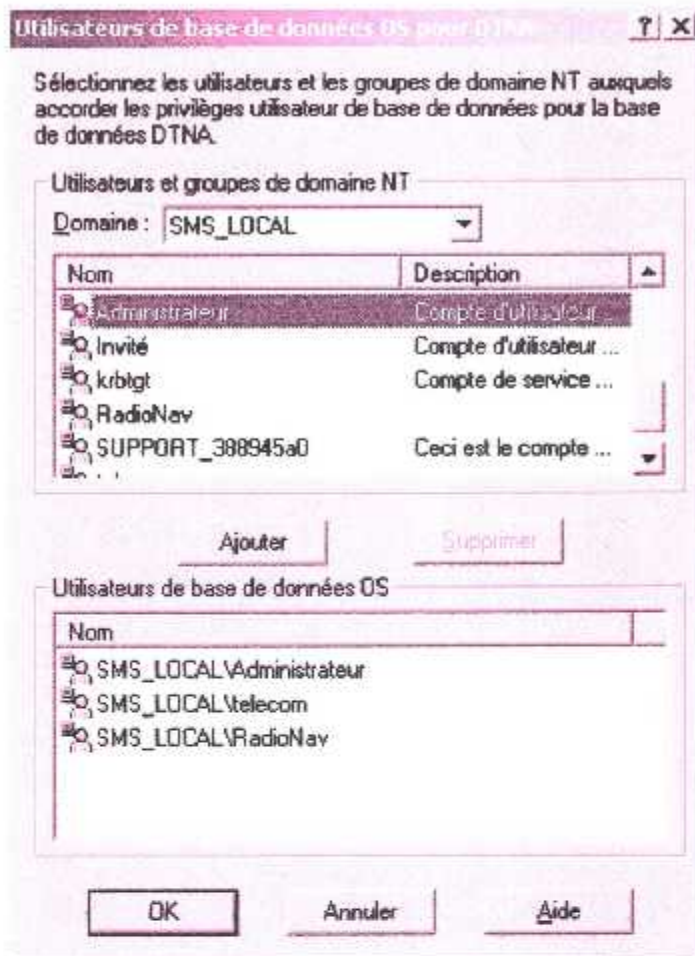 Utilisateurs de base de données OS pour DTNA
Sélectionnez les utilisateurs et les groupes de domaine NT auxquels
accorder les privilèges utilisateur de base de données pour la base
de données DTNA.
Utilisateurs et groupes de domaine NT
Domaine : SMS_LOCAL
Nom Description
Administrateur Compte d'utilisateur ...
Invité Compte d'utilisateur ...
krbtgt Compte de service ...
RadioNav
SUPPORT_388945a0 Ceci est le compte ...
Ajouter Supprimer
Utilisateurs de base de données OS
Nom
SMS_LOCAL\Administrateur
SMS_LOCAL\telecom
SMS_LOCAL\RadioNav
OK Annuler Aide